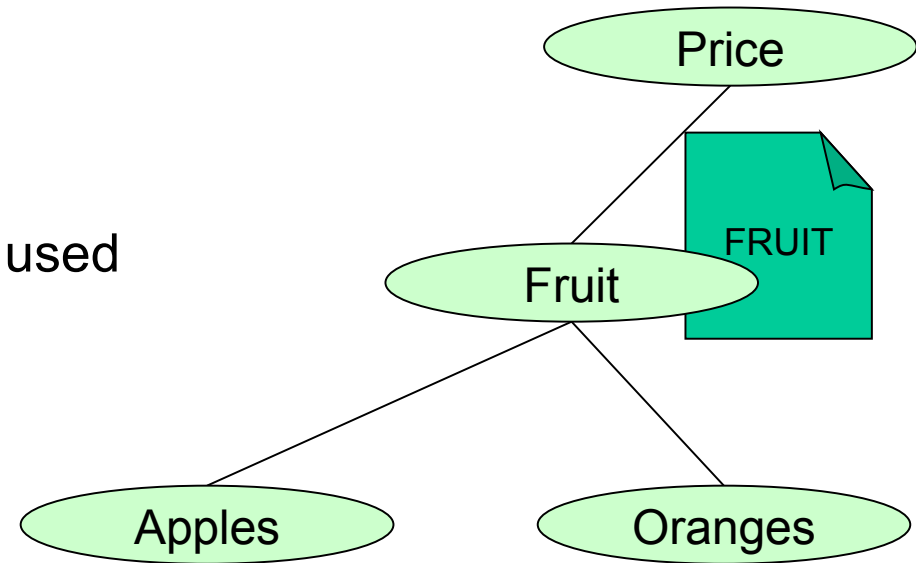 Price
FRUIT
used
Fruit
Apples
Oranges